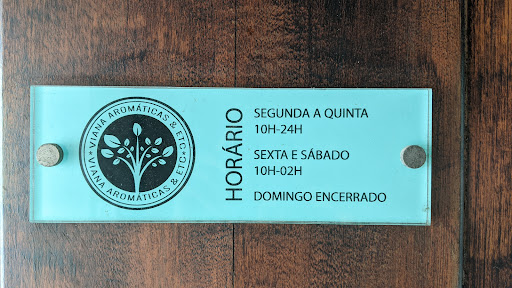 VIANA AROMÁTICAS & ETC
VIANA AROMÁTICAS & ETC
HORÁRIO
SEGUNDA A QUINTA
10H-24H
SEXTA E SÁBADO
10H-02H
DOMINGO ENCERRADO